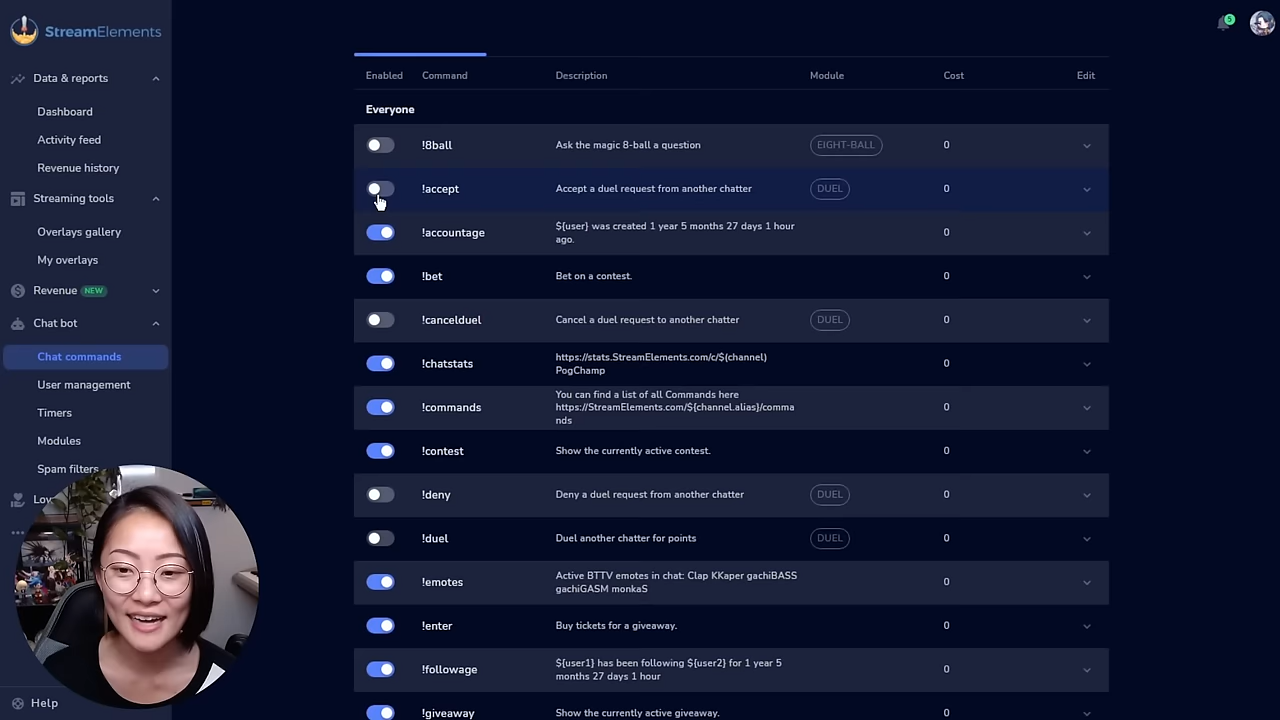 StreamElements
5
Data & reports
Dashboard
Activity feed
Revenue history
Streaming tools
Overlays gallery
My overlays
Revenue NEW
Chat bot
Chat commands
User management
Timers
Modules
Spam filters
Help
Enabled Command Description Module Cost Edit
Everyone
!8ball Ask the magic 8-ball a question EIGHT-BALL 0
!accept Accept a duel request from another chatter DUEL 0
!accountage ${user} was created 1 year 5 months 27 days 1 hour 0
ago.
!bet Bet on a contest. 0
!cancelduel Cancel a duel request to another chatter DUEL 0
!chatstats https://stats.StreamElements.com/c/${channel} 0
PogChamp
You can find a list of all Commands here
!commands https://StreamElements.com/${channel.alias}/comma 0
nds
!contest Show the currently active contest. 0
!deny Deny a duel request from another chatter DUEL 0
!duel Duel another chatter for points DUEL 0
!emotes Active BTTV emotes in chat: Clap KKaper gachiBASS 0
gachiGASM monkaS
!enter Buy tickets for a giveaway. 0
!followage ${user1} has been following ${user2} for 1 year 5 0
months 27 days 1 hour
!giveaway Show the currently active giveaway. 0